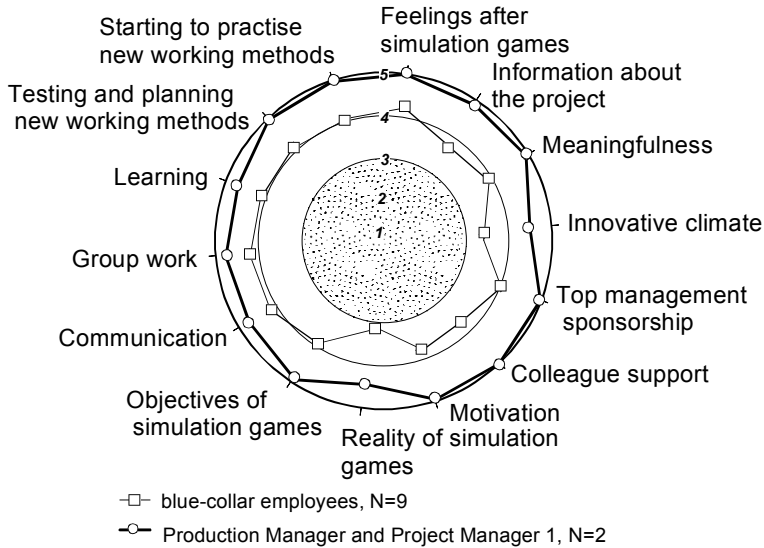 Starting to practise
new working methods
Feelings after
simulation games
Information about
the project
Testing and planning
new working methods
Meaningfulness
Learning
Innovative climate
Group work
Top management
sponsorship
Communication
Colleague support
Objectives of
simulation games
Motivation
Reality of simulation
games
5
4
3
2
1
blue-collar employees, N=9
Production Manager and Project Manager 1, N=2